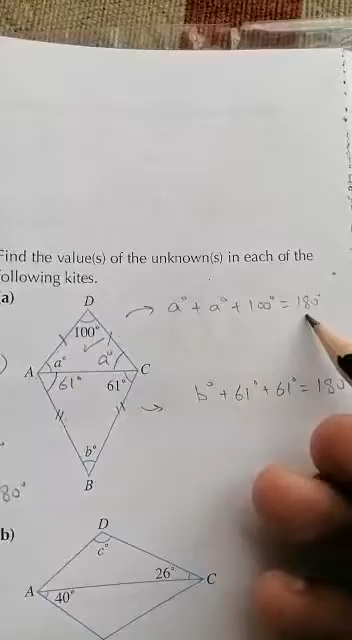 Find the value(s) of the unknown(s) in each of the
following kites.
(a)
D
100°
a° + a° + 100° = 180°
A a° a° C
61° 61°
b° + 61° + 61° = 180°
b°
B
80°
b)
D
c°
26° C
A 40°